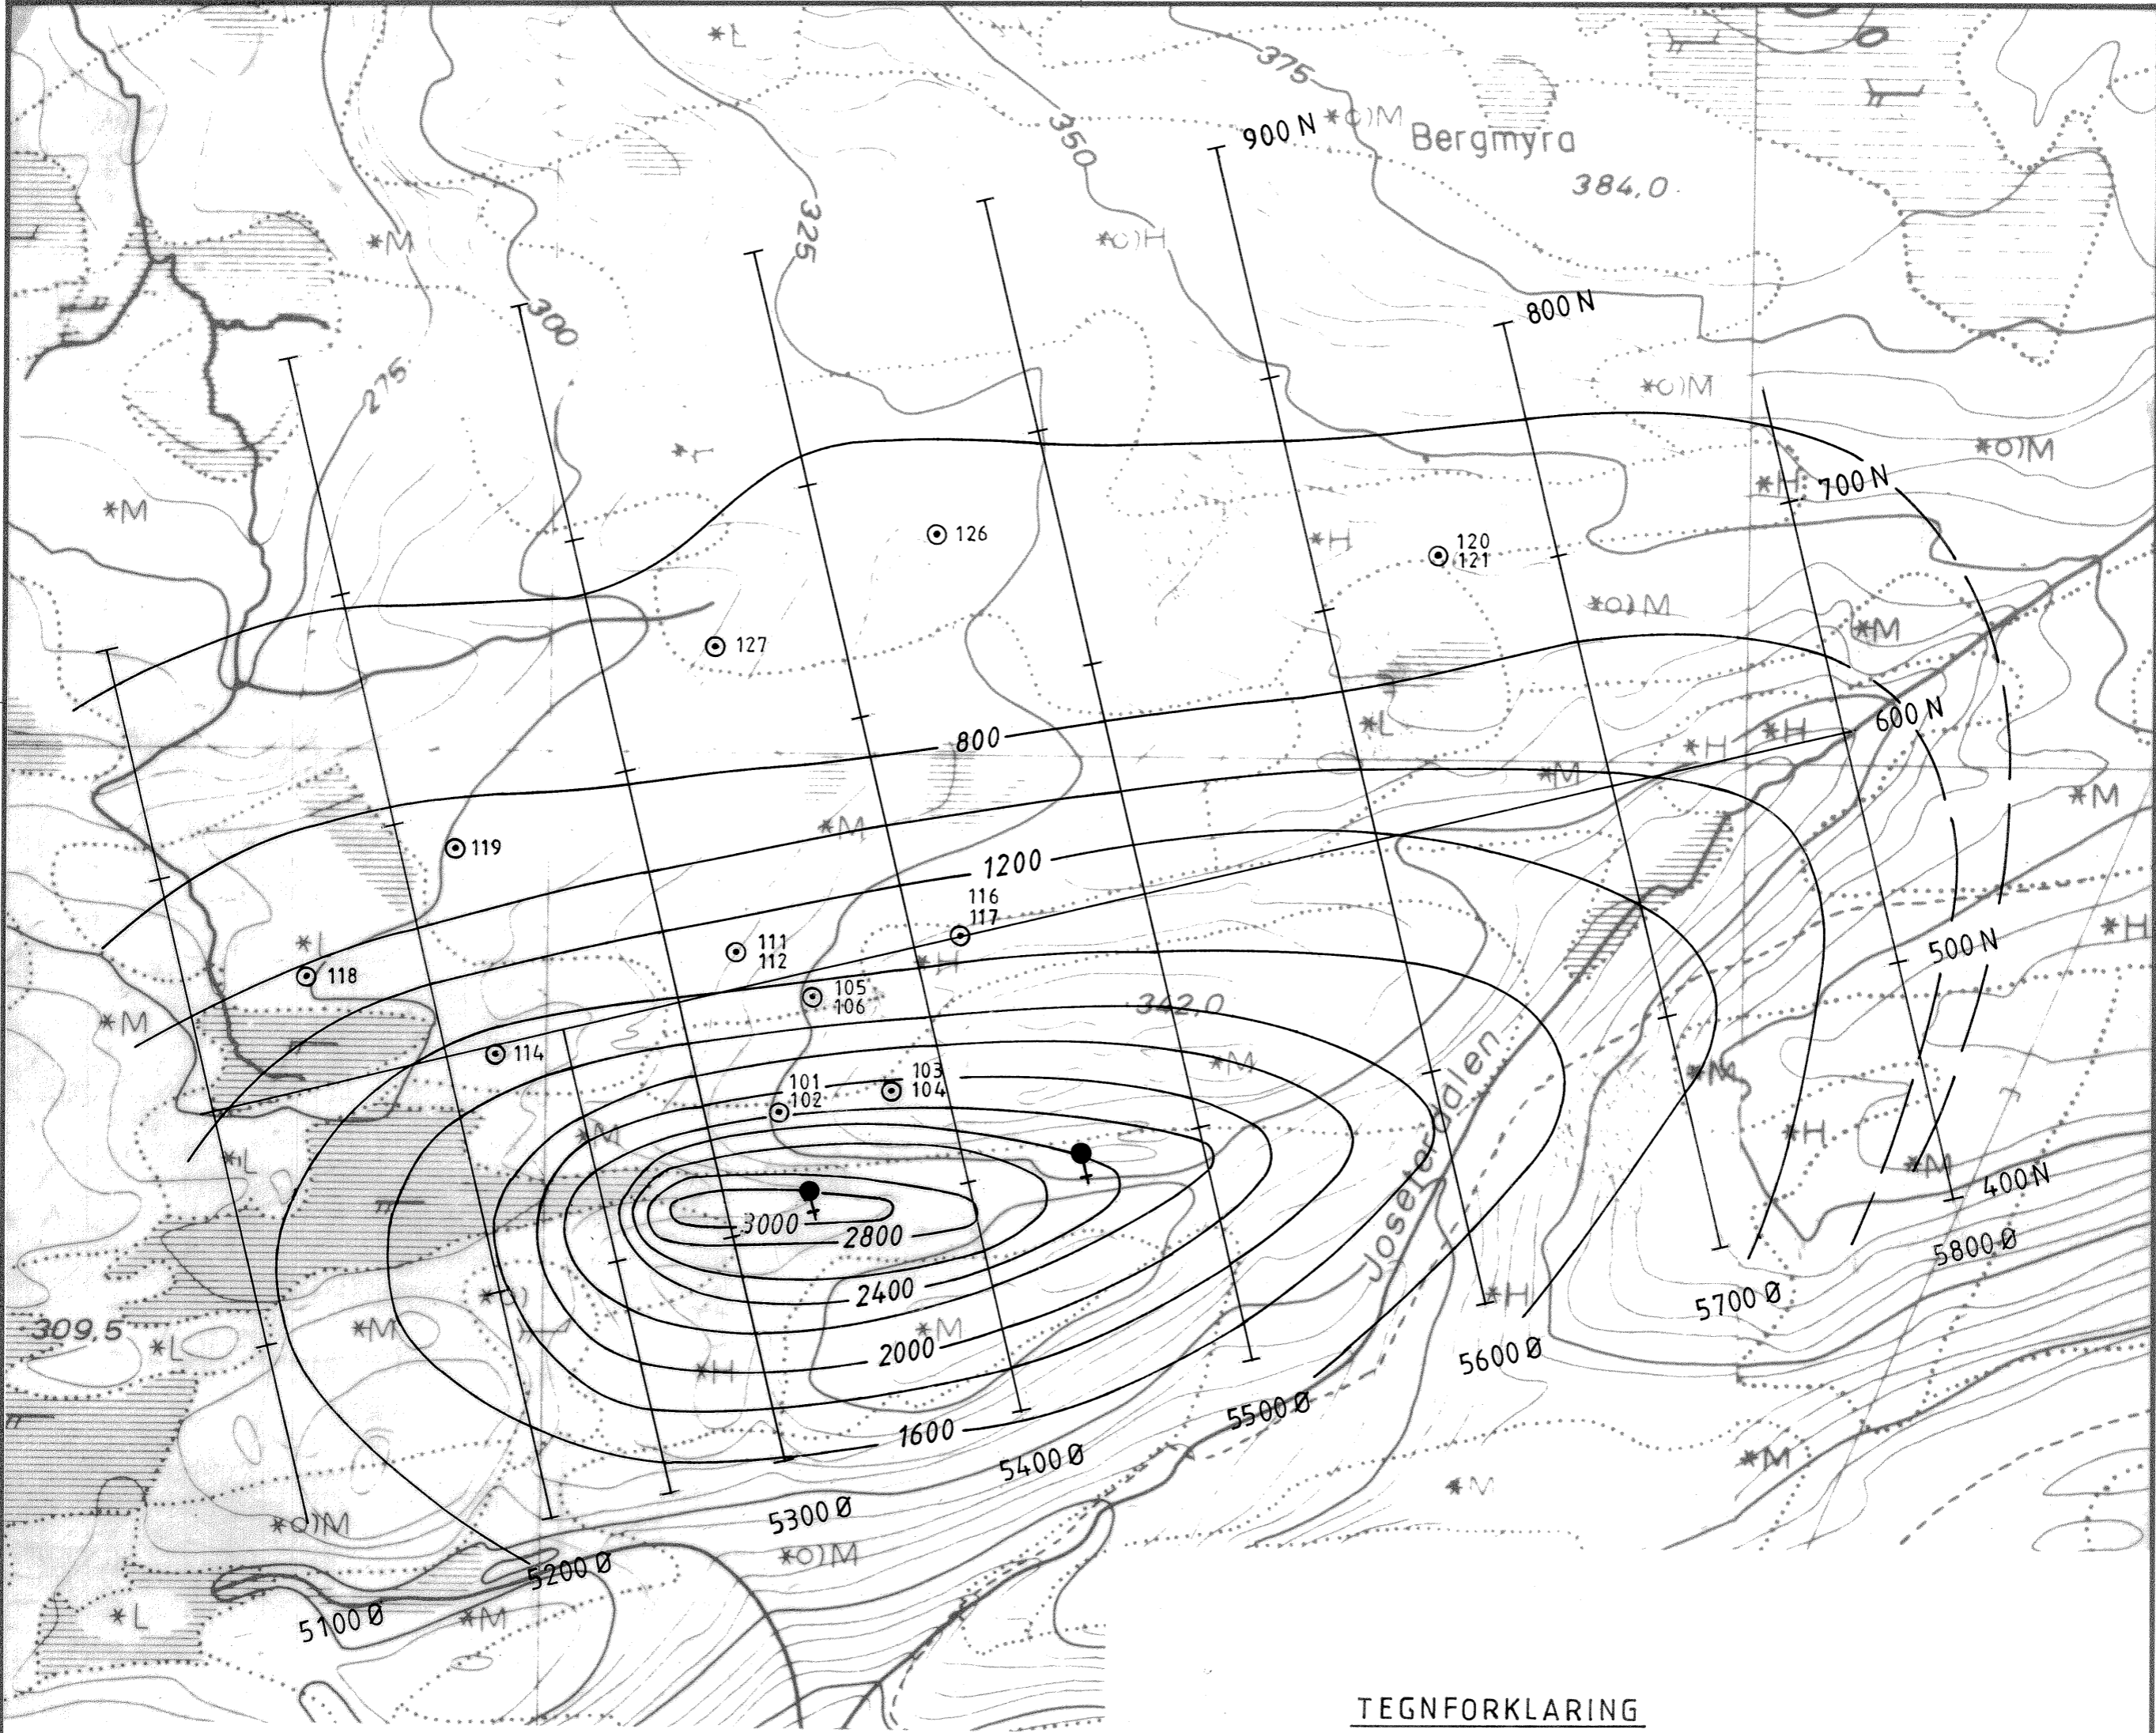 *L
375
900 N
*O)M
Bergmyra
350
384,0
*M
325
*O)H
300
800 N
275
*O)M
*O)M
*H
700 N
*M
126
*H
120
121
127
*O)M
*M
800
*L
*H
*H
600 N
*M
*M
*M
119
1200
116
117
*L
111
112
*H
*H
500 N
118
105
106
342,0
*M
114
*M
*M
103
104
101
102
*M
*H
*L
*M
400 N
Joseterdalen
3000
2800
5800 Ø
2400
*H
5700 Ø
309,5
*L
*M
*M
2000
5600 Ø
*H
5500 Ø
1600
5400 Ø
*M
*M
5300 Ø
*O)M
*O)M
5200 Ø
*L
*M
5100 Ø
TEGNFORKLARING